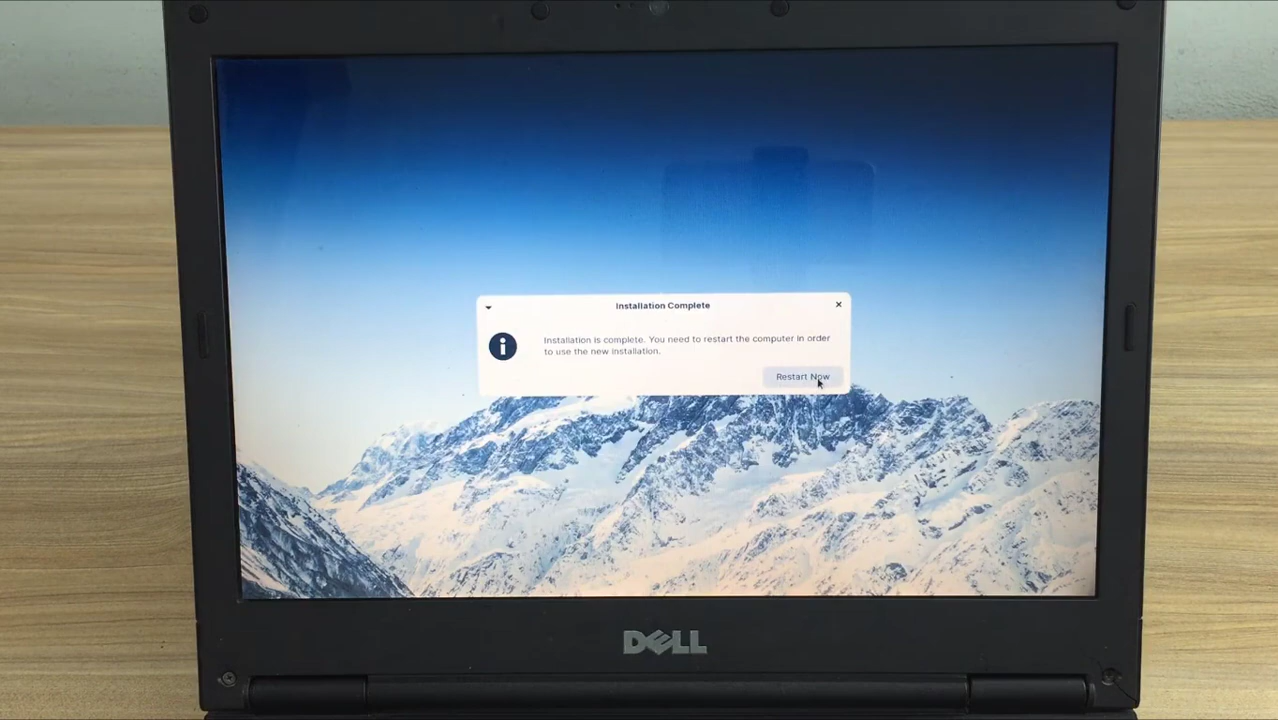 Installation Complete
Installation is complete. You need to restart the computer in order
to use the new installation.
Restart Now
DELL